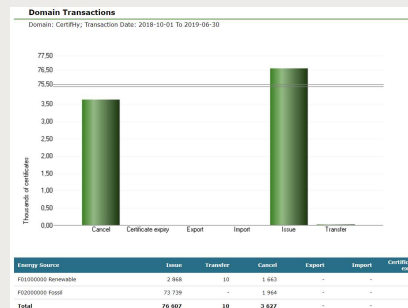 Domain Transactions
Domain: CertifHy; Transaction Date: 2018-10-01 To 2019-06-30
77,50
76,50
75,50
3,50
3,00
2,50
2,00
1,50
1,00
0,50
0,00
Thousands of certificates
Cancel Certificate expiry Export Import Issue Transfer
Energy Source Issue Transfer Cancel Export Import
F01000000 Renewable 2 868 10 1 663 - -
F02000000 Fossil 73 739 - 1 964 - -
Total 76 607 10 3 627 - -